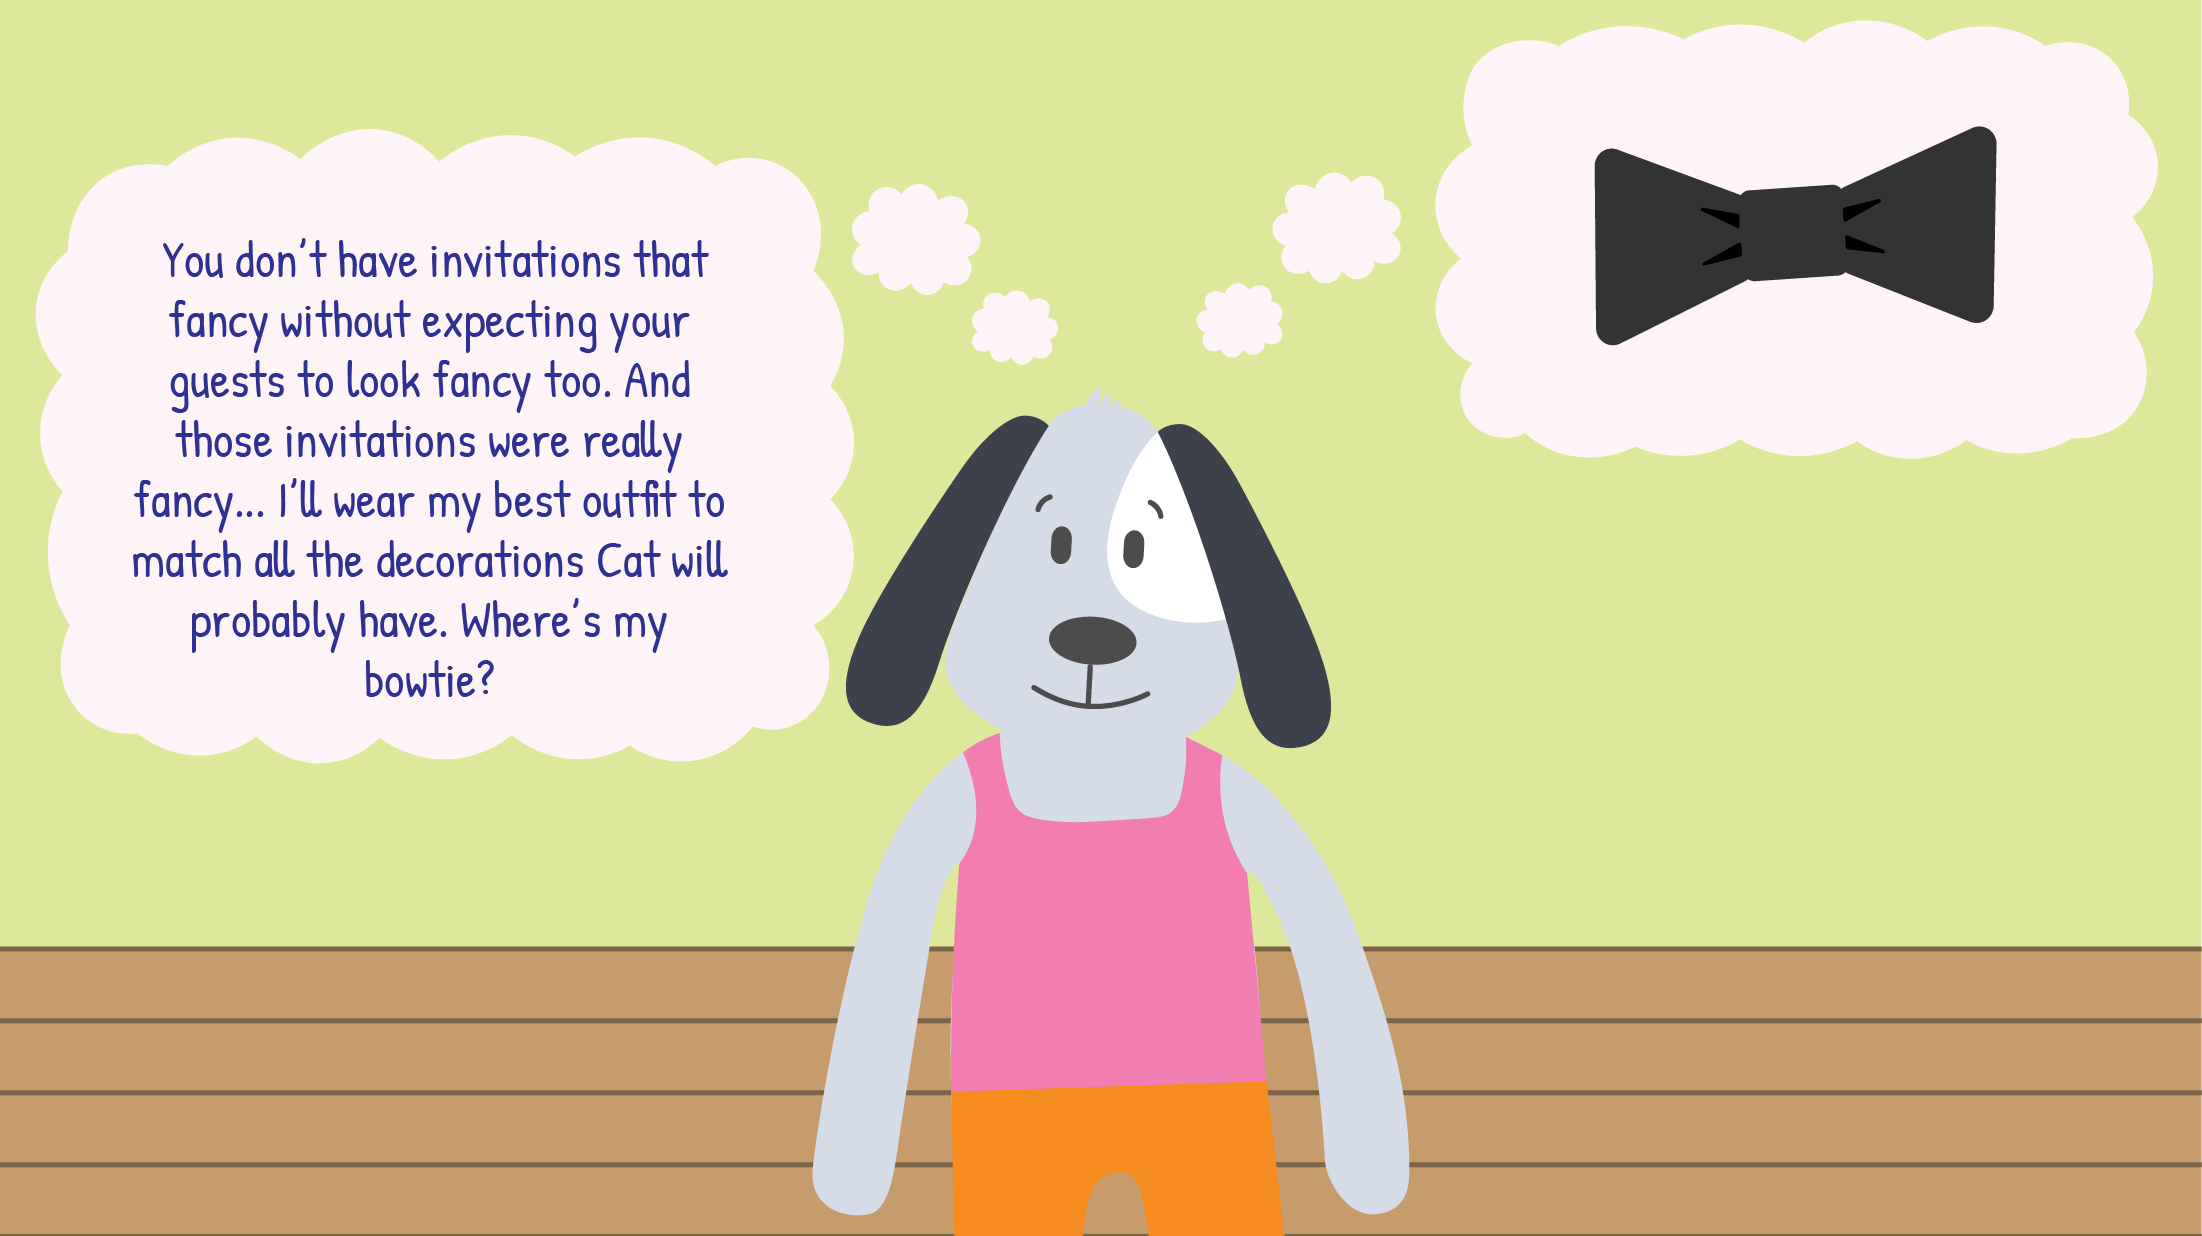 You don't have invitations that
fancy without expecting your
guests to look fancy too. And
those invitations were really
fancy... I'll wear my best outfit to
match all the decorations Cat will
probably have. Where's my
bowtie?